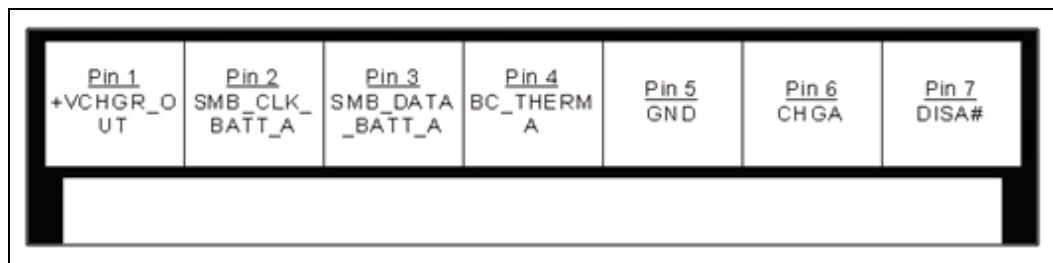 Pin 1
+VCHGR_O
UT
Pin 2
SMB_CLK_
BATT_A
Pin 3
SMB_DATA
_BATT_A
Pin 4
BC_THERM
A
Pin 5
GND
Pin 6
CHGA
Pin 7
DISA#